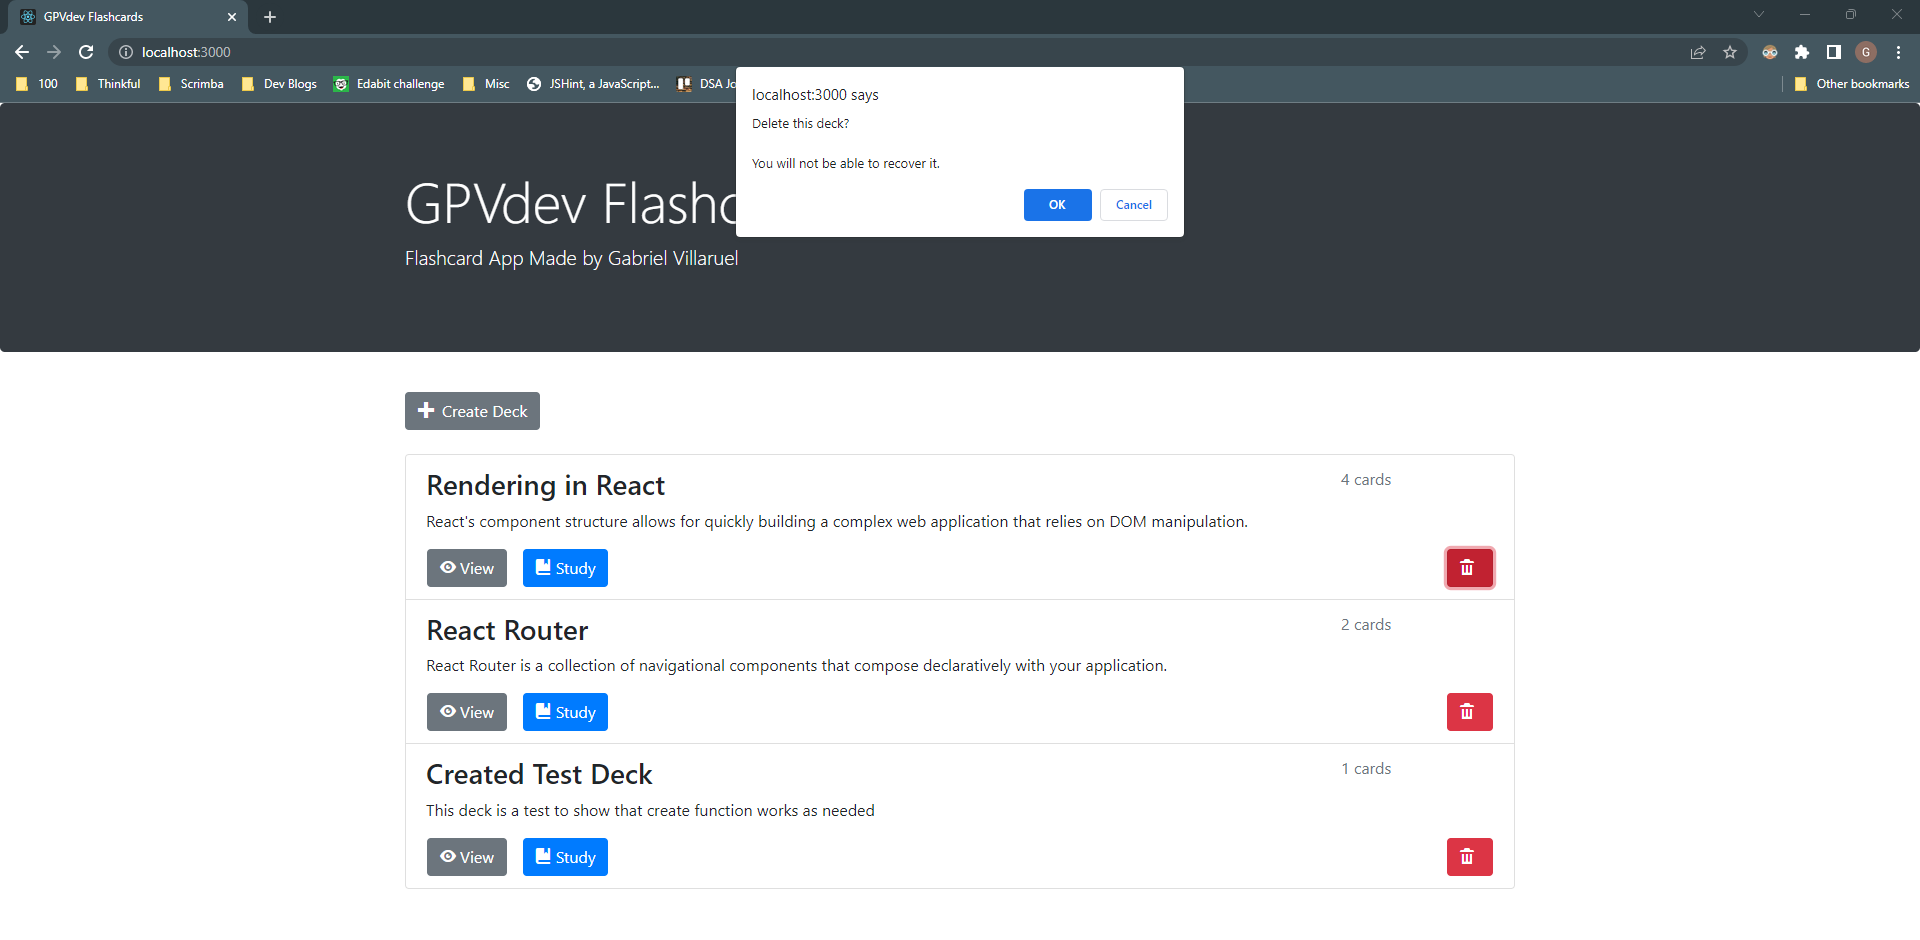 GPVdev Flashcards
localhost:3000
100 Thinkful Scrimba Dev Blogs Edabit challenge Misc JSHint, a JavaScript... DSA Other bookmarks
localhost:3000 says
Delete this deck?
You will not be able to recover it.
OK Cancel
GPVdev
Flashcard App Made by Gabriel Villaruel
G
Create Deck
Rendering in React 4 cards
React's component structure allows for quickly building a complex web application that relies on DOM manipulation.
View Study
React Router 2 cards
React Router is a collection of navigational components that compose declaratively with your application.
View Study
Created Test Deck 1 cards
This deck is a test to show that create function works as needed
View Study